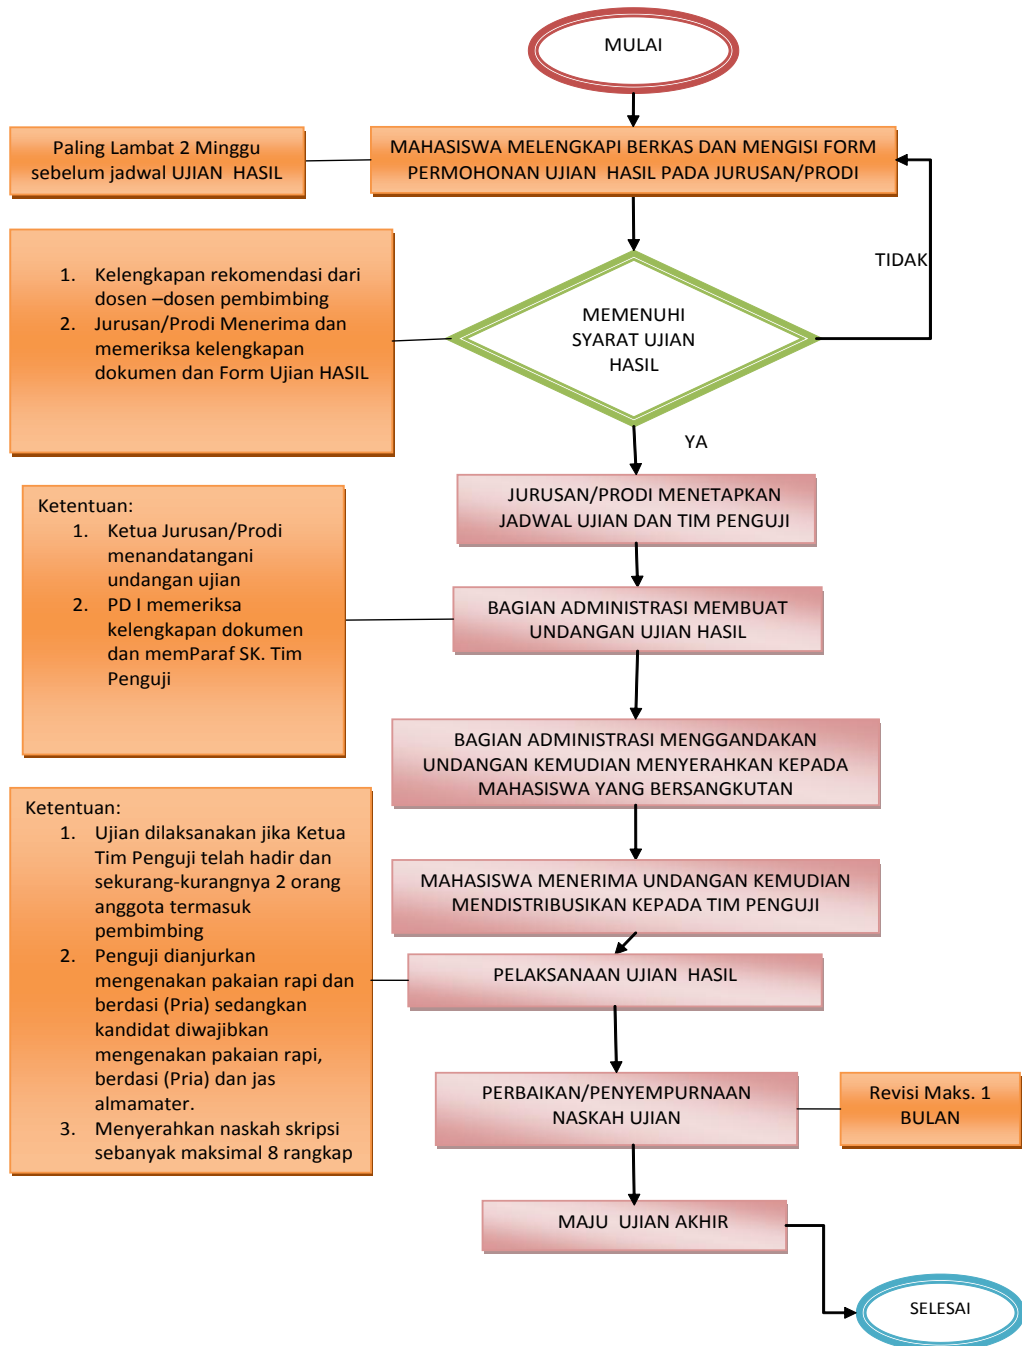 MULAI
Paling Lambat 2 Minggu
sebelum jadwal UJIAN HASIL
MAHASISWA MELENGKAPI BERKAS DAN MENGISI FORM
PERMOHONAN UJIAN HASIL PADA JURUSAN/PRODI
TIDAK
1. Kelengkapan rekomendasi dari
dosen –dosen pembimbing
2. Jurusan/Prodi Menerima dan
memeriksa kelengkapan
dokumen dan Form Ujian HASIL
MEMENUHI
SYARAT UJIAN
HASIL
YA
JURUSAN/PRODI MENETAPKAN
JADWAL UJIAN DAN TIM PENGUJI
Ketentuan:
1. Ketua Jurusan/Prodi
menandatangani
undangan ujian
2. PD I memeriksa
kelengkapan dokumen
dan memParaf SK. Tim
Penguji
BAGIAN ADMINISTRASI MEMBUAT
UNDANGAN UJIAN HASIL
BAGIAN ADMINISTRASI MENGGANDAKAN
UNDANGAN KEMUDIAN MENYERAHKAN KEPADA
MAHASISWA YANG BERSANGKUTAN
MAHASISWA MENERIMA UNDANGAN KEMUDIAN
MENDISTRIBUSIKAN KEPADA TIM PENGUJI
Ketentuan:
1. Ujian dilaksanakan jika Ketua
Tim Penguji telah hadir dan
sekurang-kurangnya 2 orang
anggota termasuk
pembimbing
2. Penguji dianjurkan
mengenakan pakaian rapi dan
berdasi (Pria) sedangkan
kandidat diwajibkan
mengenakan pakaian rapi,
berdasi (Pria) dan jas
almamater.
3. Menyerahkan naskah skripsi
sebanyak maksimal 8 rangkap
PELAKSANAAN UJIAN HASIL
PERBAIKAN/PENYEMPURNAAN
NASKAH UJIAN
Revisi Maks. 1
BULAN
MAJU UJIAN AKHIR
SELESAI